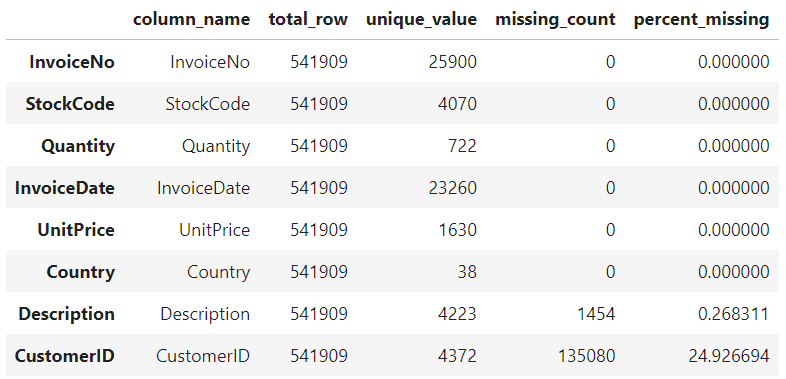 column_name total_row unique_value missing_count percent_missing
InvoiceNo InvoiceNo 541909 25900 0 0.000000
StockCode StockCode 541909 4070 0 0.000000
Quantity Quantity 541909 722 0 0.000000
InvoiceDate InvoiceDate 541909 23260 0 0.000000
UnitPrice UnitPrice 541909 1630 0 0.000000
Country Country 541909 38 0 0.000000
Description Description 541909 4223 1454 0.268311
CustomerID CustomerID 541909 4372 135080 24.926694